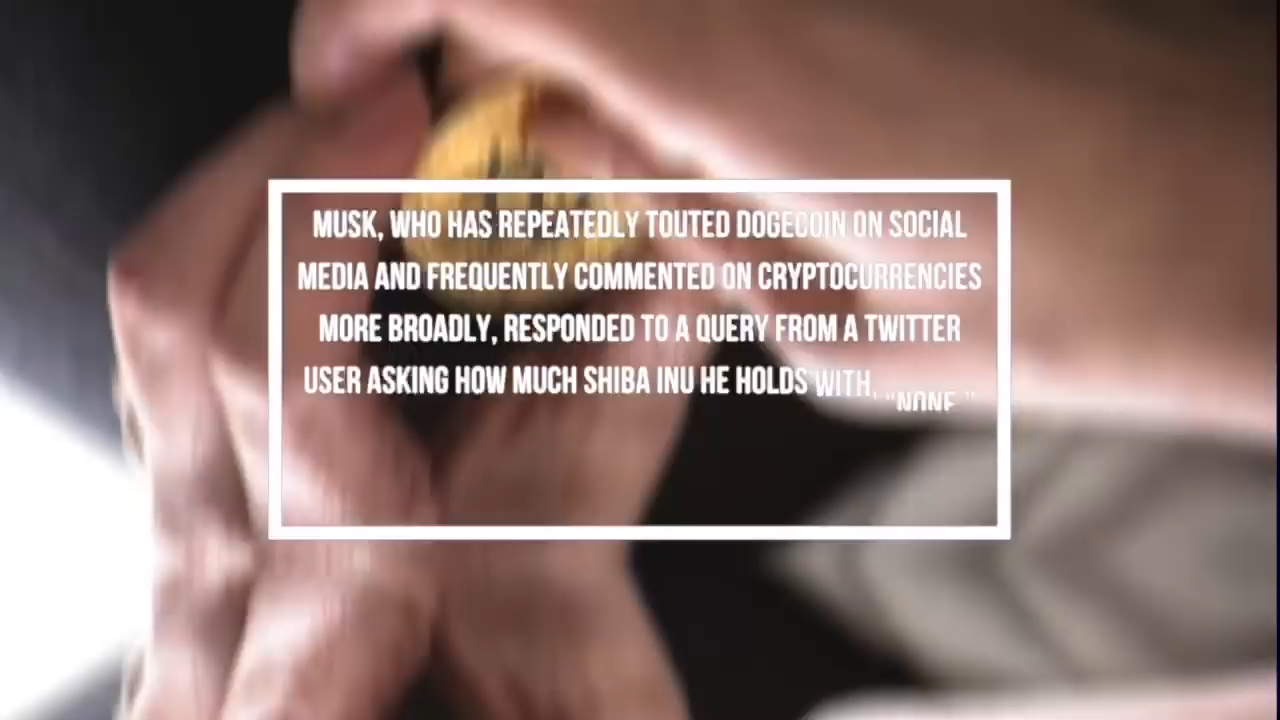 MUSK, WHO HAS REPEATEDLY TOUTED DOGECOIN ON SOCIAL
MEDIA AND FREQUENTLY COMMENTED ON CRYPTOCURRENCIES
MORE BROADLY, RESPONDED TO A QUERY FROM A TWITTER
USER ASKING HOW MUCH SHIBA INU HE HOLDS WITH, “NONE.”